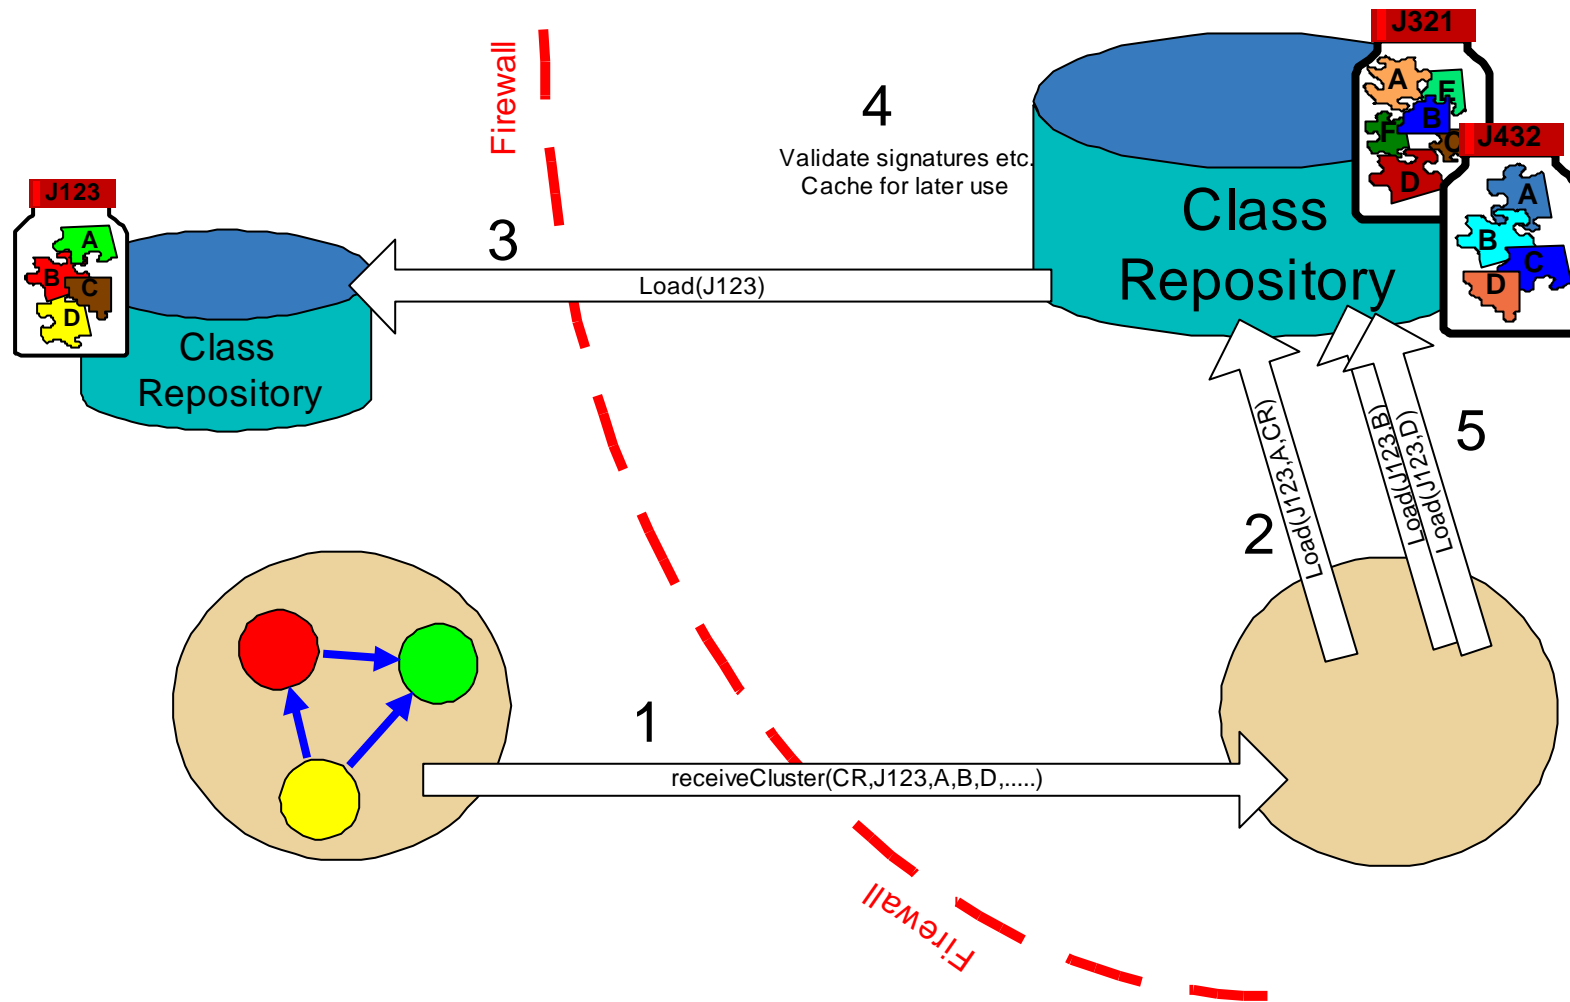 Firewall
J321
A
E
B
F
C
D
4
Validate signatures etc.
Cache for later use
J432
A
B
C
D
Class
Repository
J123
A
B
C
D
3
Load(J123)
Class
Repository
Load(J123,A,CR)
Load(J123,B)
Load(J123,D)
5
2
1
receiveCluster(CR,J123,A,B,D,.....)
Firewall